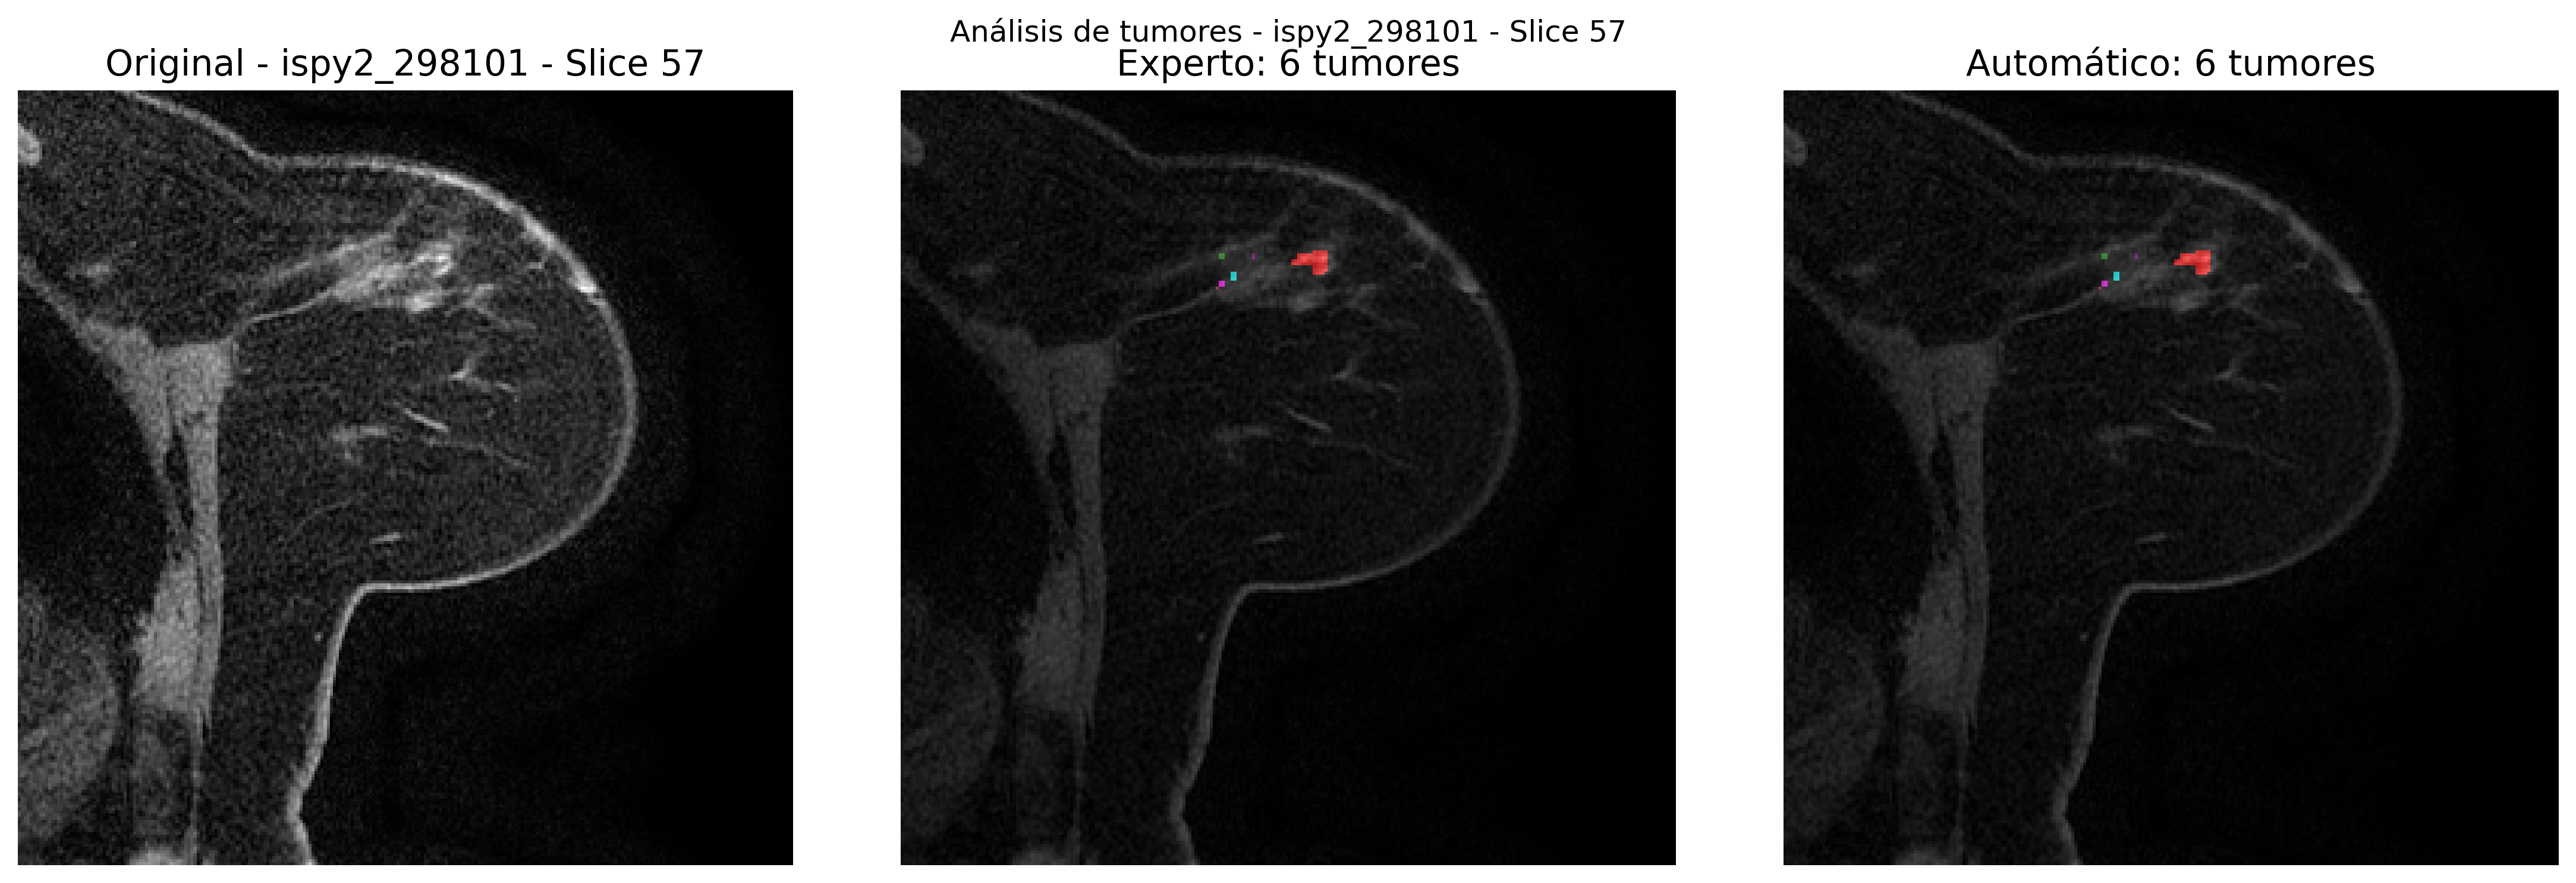 Análisis de tumores - ispy2_298101 - Slice 57
Original - ispy2_298101 - Slice 57
Experto: 6 tumores
Automático: 6 tumores